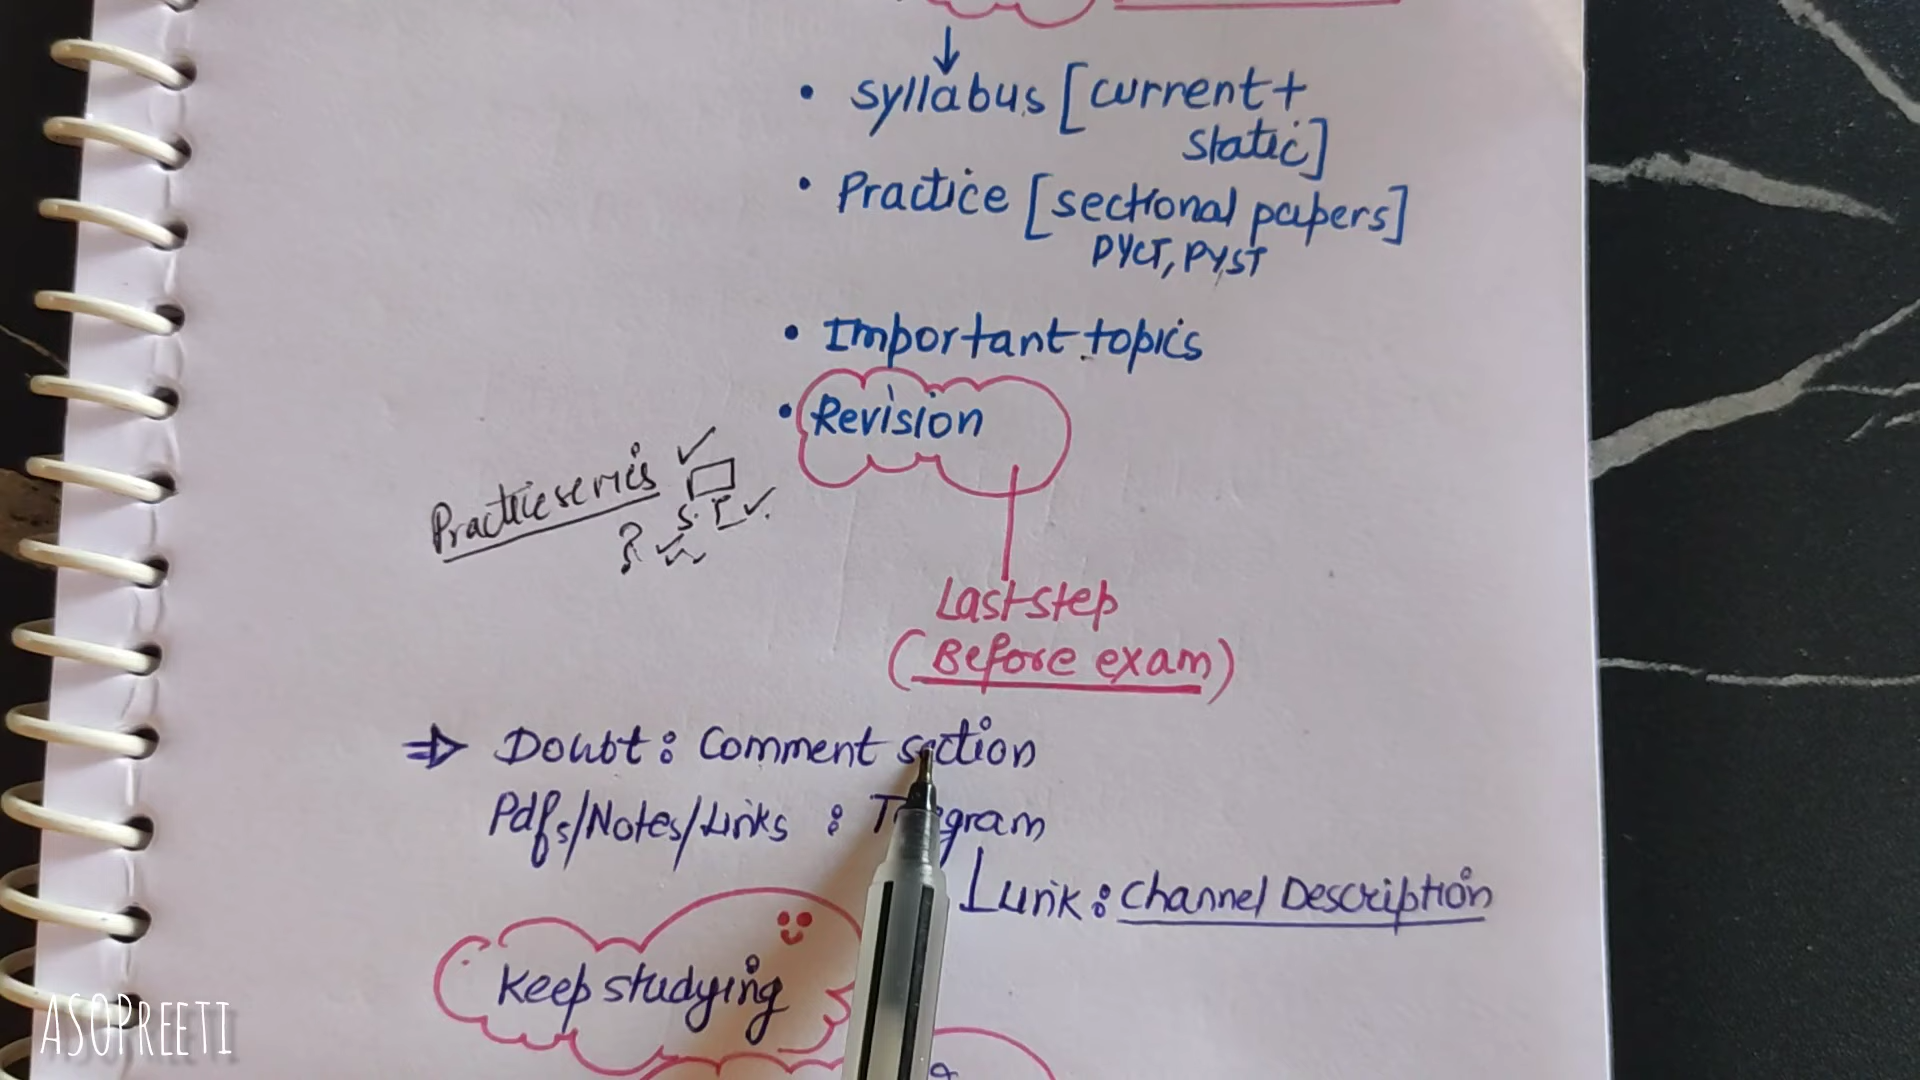 • syllabus [current +
static]
• Practice [sectional papers]
PYCT, PYST
• Important topics
• Revision
Practice series
S.T
?
Last step
(Before exam)
⇒ Doubt : Comment section
Pdfs/Notes/Links : Telegram
Link : Channel Description
Keep studying
ASOPREETI